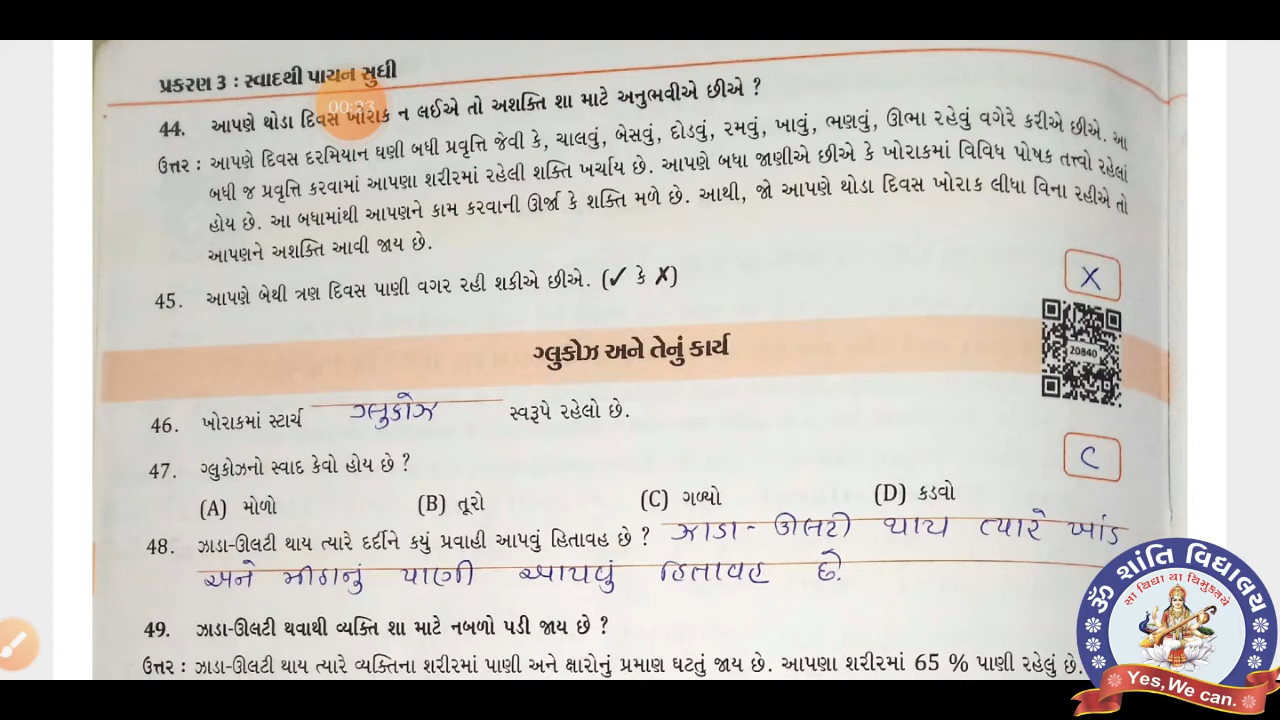 પ્રકરણ 3 : સ્વાદથી પાચન સુધી
00:23
44. આપણે થોડા દિવસ ખોરાક ન લઈએ તો અશક્તિ શા માટે અનુભવીએ છીએ ?
ઉત્તર : આપણે દિવસ દરમિયાન ઘણી બધી પ્રવૃત્તિ જેવી કે, ચાલવું, બેસવું, દોડવું, રમવું, ખાવું, ભણવું, ઊભા રહેવું વગેરે કરીએ છીએ. આ
બધી જ પ્રવૃત્તિ કરવામાં આપણા શરીરમાં રહેલી શક્તિ ખર્ચાય છે. આપણે બધા જાણીએ છીએ કે ખોરાકમાં વિવિધ પોષક તત્ત્વો રહેલાં
હોય છે. આ બધામાંથી આપણને કામ કરવાની ઊર્જા કે શક્તિ મળે છે. આથી, જો આપણે થોડા દિવસ ખોરાક લીધા વિના રહીએ તો
આપણને અશક્તિ આવી જાય છે.
45. આપણે બેથી ત્રણ દિવસ પાણી વગર રહી શકીએ છીએ. (✓ કે ✗) X
ગ્લુકોઝ અને તેનું કાર્ય
20840
46. ખોરાકમાં સ્ટાર્ચ ગ્લુકોઝ સ્વરૂપે રહેલો છે.
47. ગ્લુકોઝનો સ્વાદ કેવો હોય છે ? C
(A) મોળો (B) તૂરો (C) ગળ્યો (D) કડવો
48. ઝાડા-ઊલટી થાય ત્યારે દર્દીને કયું પ્રવાહી આપવું હિતાવહ છે ? ઝાડા - ઊલટી થાય ત્યારે ખાંડ
અને મીઠાનું પાણી આપવું હિતાવહ છે.
49. ઝાડા-ઊલટી થવાથી વ્યક્તિ શા માટે નબળો પડી જાય છે ?
ઉત્તર : ઝાડા-ઊલટી થાય ત્યારે વ્યક્તિના શરીરમાં પાણી અને ક્ષારોનું પ્રમાણ ઘટતું જાય છે. આપણા શરીરમાં 65 % પાણી રહેલું છે.
ૐ શાંતિ વિદ્યાલય
સા વિદ્યા યા વિમુક્તયે
Yes, We can.